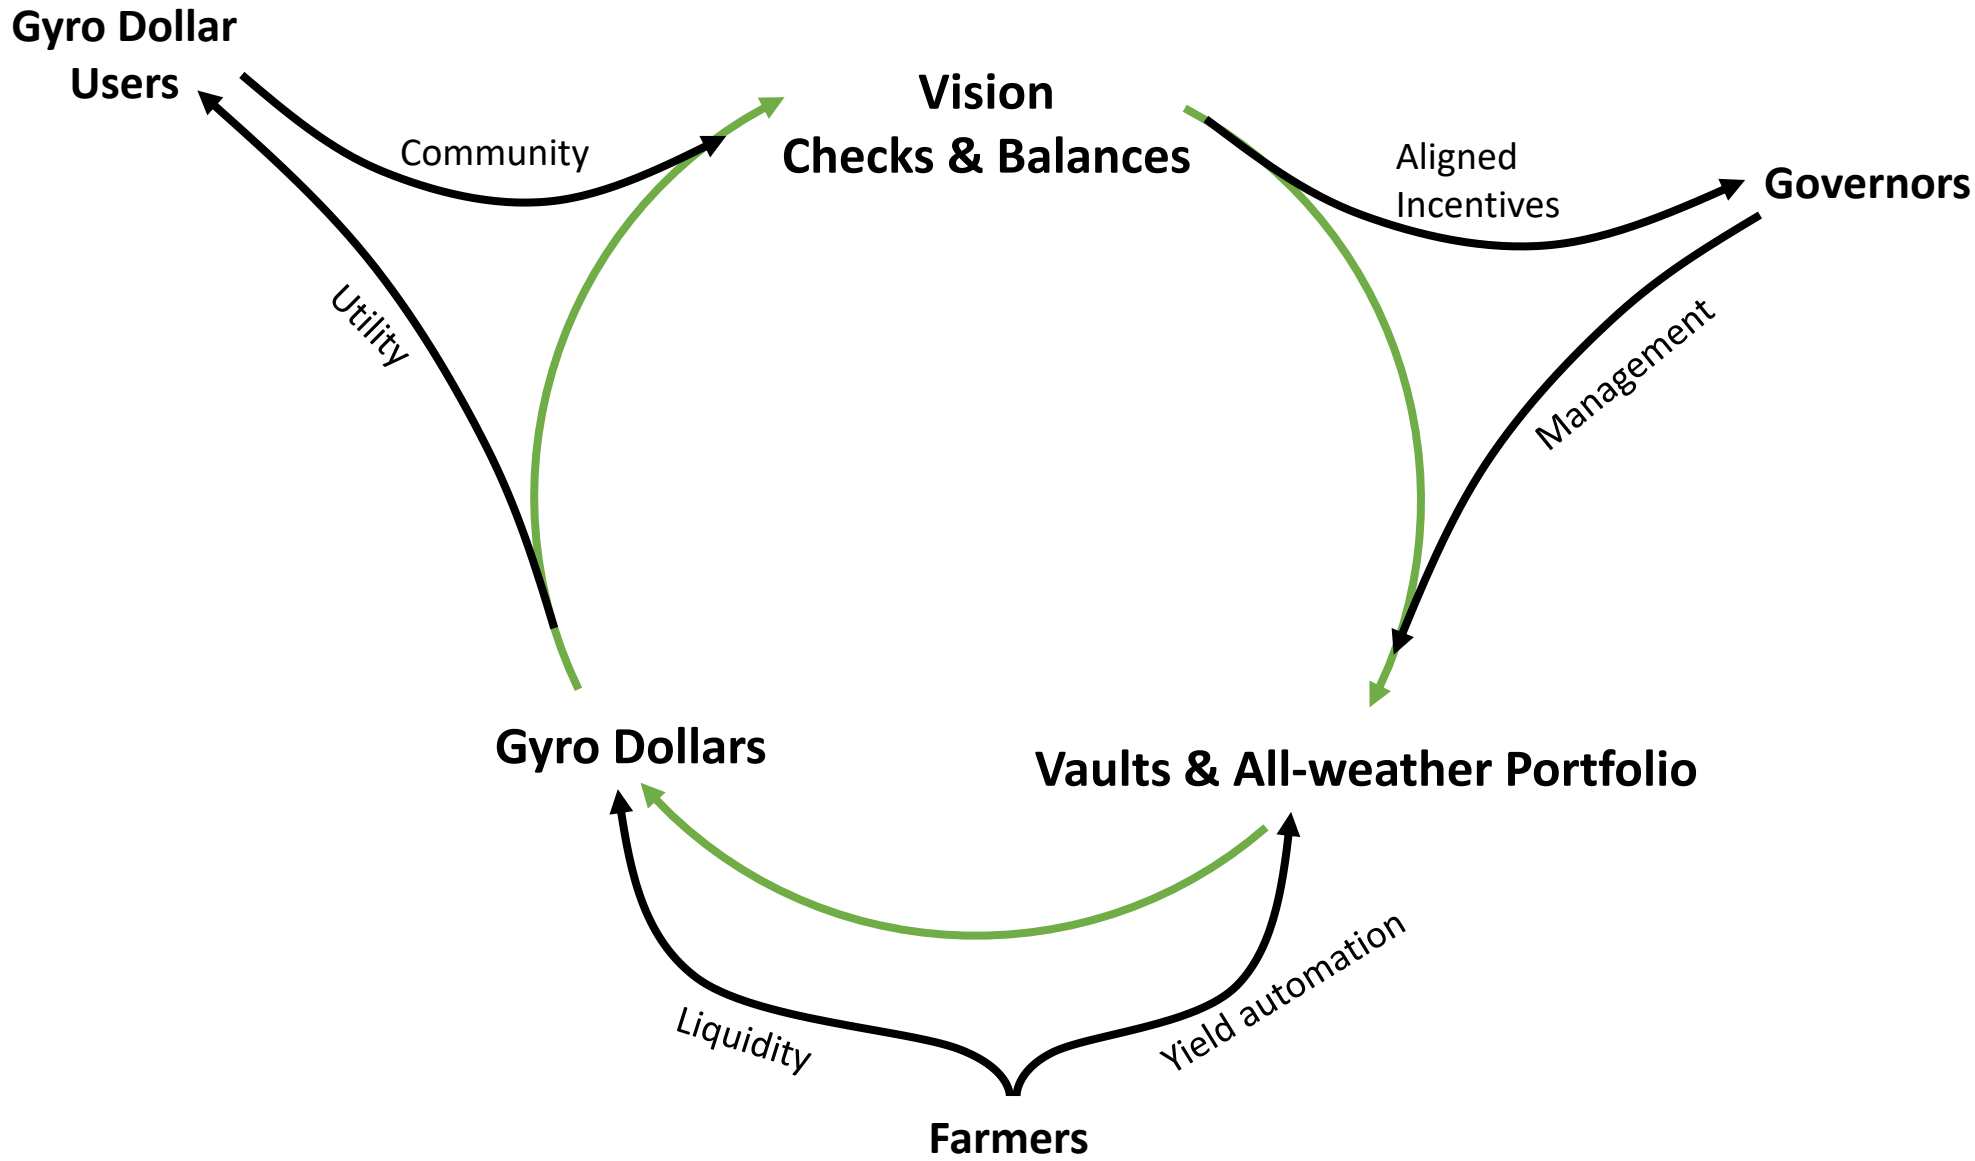 Gyro Dollar
Users
Vision
Checks & Balances
Community
Aligned
Incentives
Governors
Utility
Management
Gyro Dollars
Vaults & All-weather Portfolio
Liquidity
Yield automation
Farmers